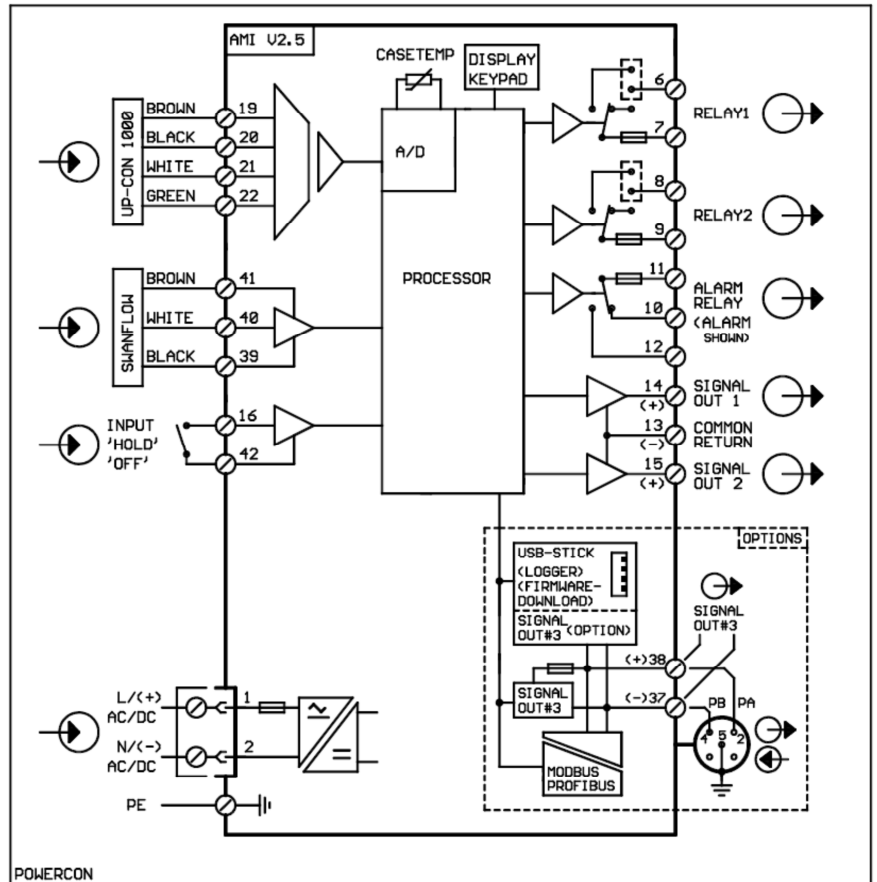 AMI V2.5
CASETEMP
DISPLAY
KEYPAD
UP-CON 1000
BROWN 19
BLACK 20
WHITE 21
GREEN 22
A/D
PROCESSOR
6
RELAY1
7
8
RELAY2
9
SWANFLOW
BROWN 41
WHITE 40
BLACK 39
11
ALARM
RELAY
10
(ALARM
SHOWN)
12
INPUT
'HOLD'
'OFF'
16
42
14
(+)
SIGNAL
OUT 1
13
(-)
COMMON
RETURN
15
(+)
SIGNAL
OUT 2
OPTIONS
USB-STICK
(LOGGER)
(FIRMWARE-
DOWNLOAD)
SIGNAL
OUT#3 (OPTION)
SIGNAL
OUT#3
(+)38
SIGNAL
OUT#3
(-)37
PB PA
4 5 2
MODBUS
PROFIBUS
L/(+)
AC/DC
1
N/(-)
AC/DC
2
PE
POWERCON